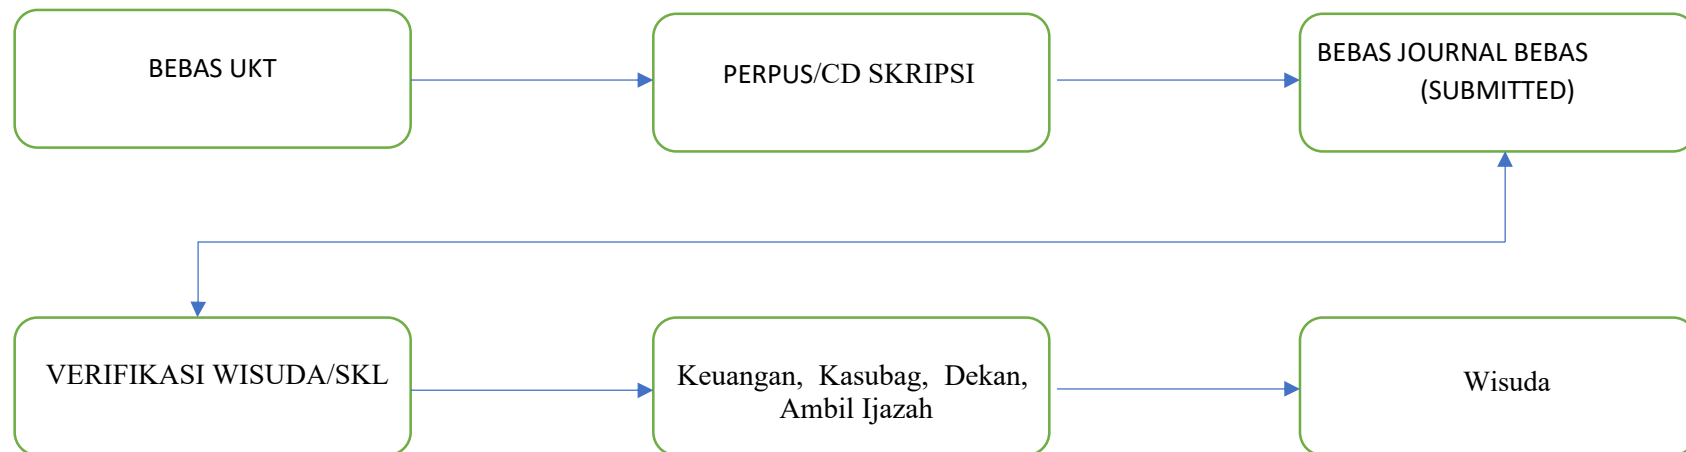 BEBAS UKT
PERPUS/CD SKRIPSI
BEBAS JOURNAL BEBAS
(SUBMITTED)
VERIFIKASI WISUDA/SKL
Keuangan, Kasubag, Dekan,
Ambil Ijazah
Wisuda